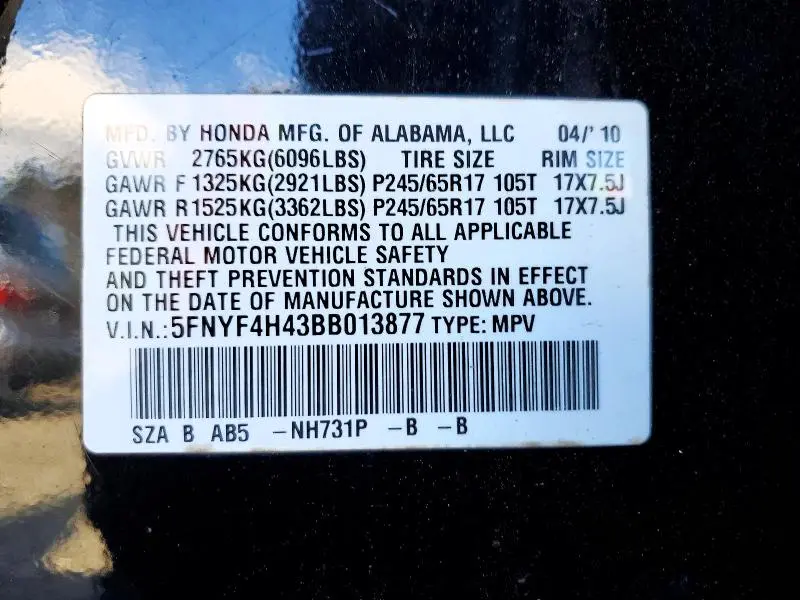 MFD. BY HONDA MFG. OF ALABAMA, LLC 04/'10
GVWR 2765KG(6096LBS) TIRE SIZE RIM SIZE
GAWR F 1325KG(2921LBS) P245/65R17 105T 17X7.5J
GAWR R 1525KG(3362LBS) P245/65R17 105T 17X7.5J
THIS VEHICLE CONFORMS TO ALL APPLICABLE
FEDERAL MOTOR VEHICLE SAFETY
AND THEFT PREVENTION STANDARDS IN EFFECT
ON THE DATE OF MANUFACTURE SHOWN ABOVE.
V.I.N.: 5FNYF4H43BB013877 TYPE: MPV
SZA B AB5 -NH731P -B -B